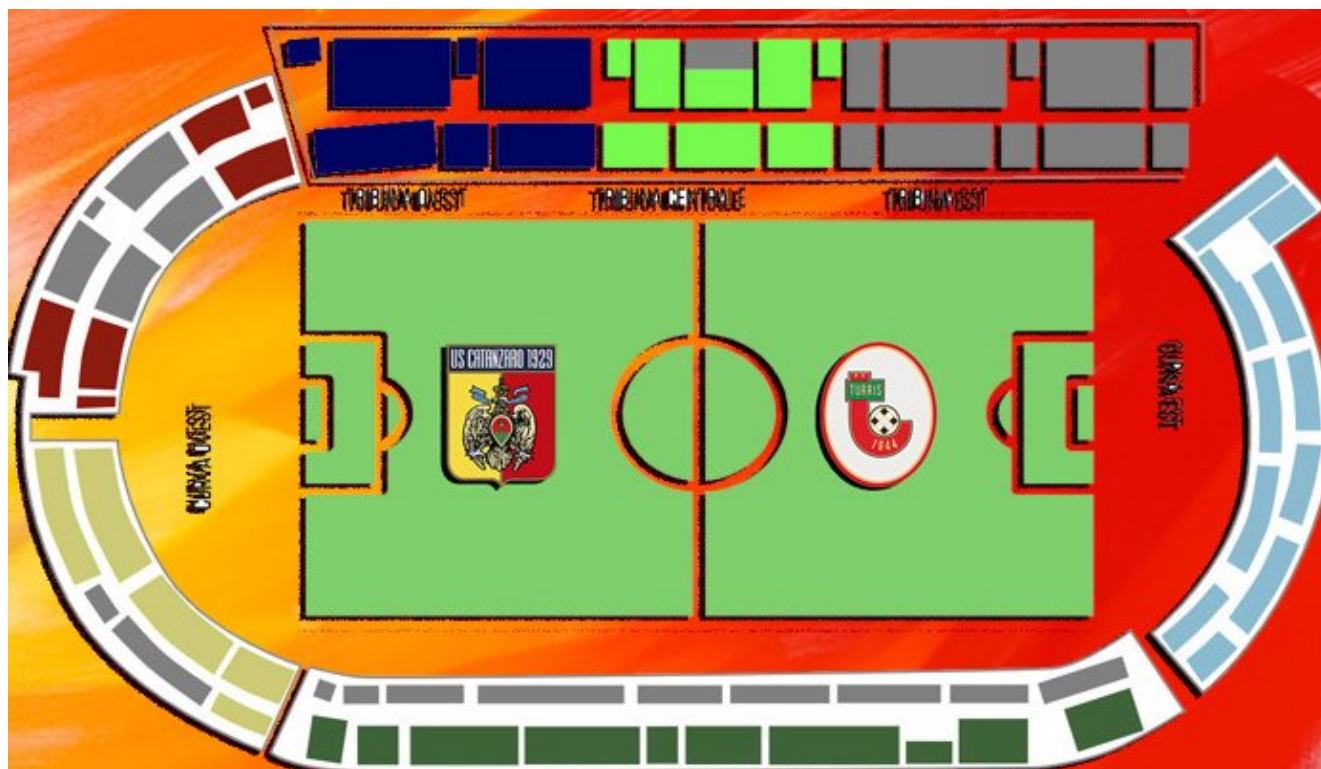 TRIBUNA OVEST
TRIBUNA CENTRALE
TRIBUNA EST
US CATANZARO 1929
TURRIS
1944
CURVA EST
CURVA OVEST